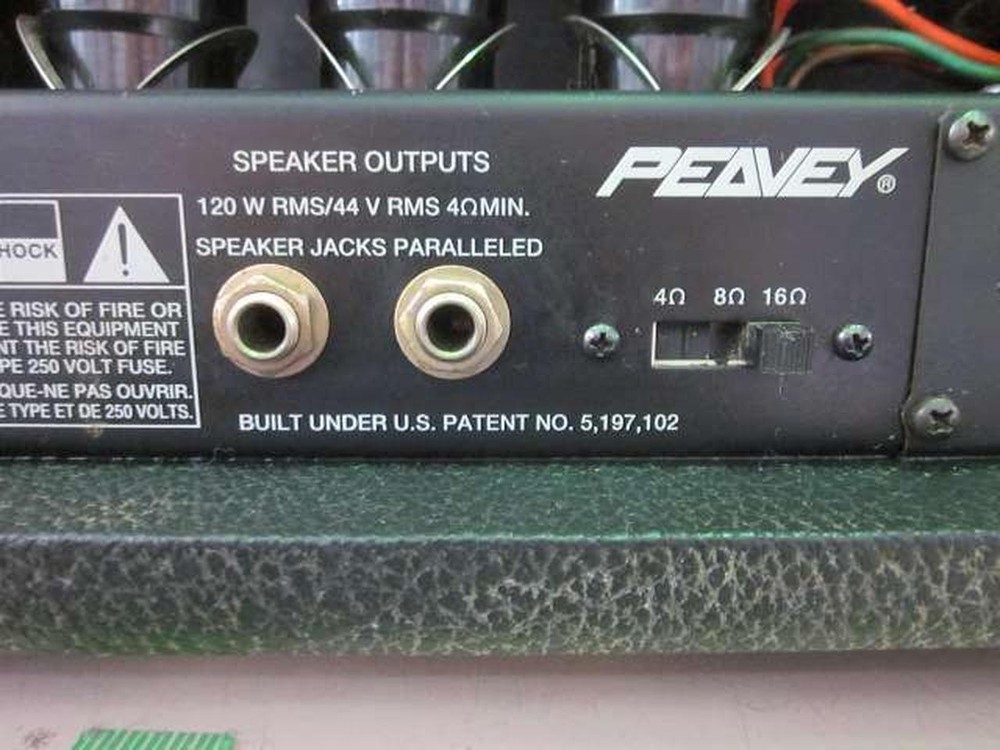 SPEAKER OUTPUTS
PEAVEY®
120 W RMS/44 V RMS 4ΩMIN.
SPEAKER JACKS PARALLELED
HOCK
!
4Ω 8Ω 16Ω
E RISK OF FIRE OR
E THIS EQUIPMENT
NT THE RISK OF FIRE
PE 250 VOLT FUSE.
QUE-NE PAS OUVRIR.
E TYPE ET DE 250 VOLTS.
BUILT UNDER U.S. PATENT NO. 5,197,102